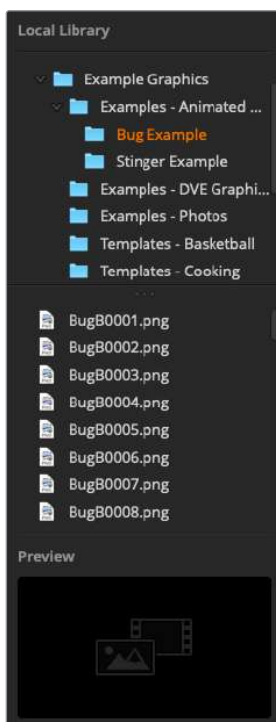 Local Library
Example Graphics
Examples - Animated ...
Bug Example
Stinger Example
Examples - DVE Graphi...
Examples - Photos
Templates - Basketball
Templates - Cooking
BugB0001.png
BugB0002.png
BugB0003.png
BugB0004.png
BugB0005.png
BugB0006.png
BugB0007.png
BugB0008.png
Preview